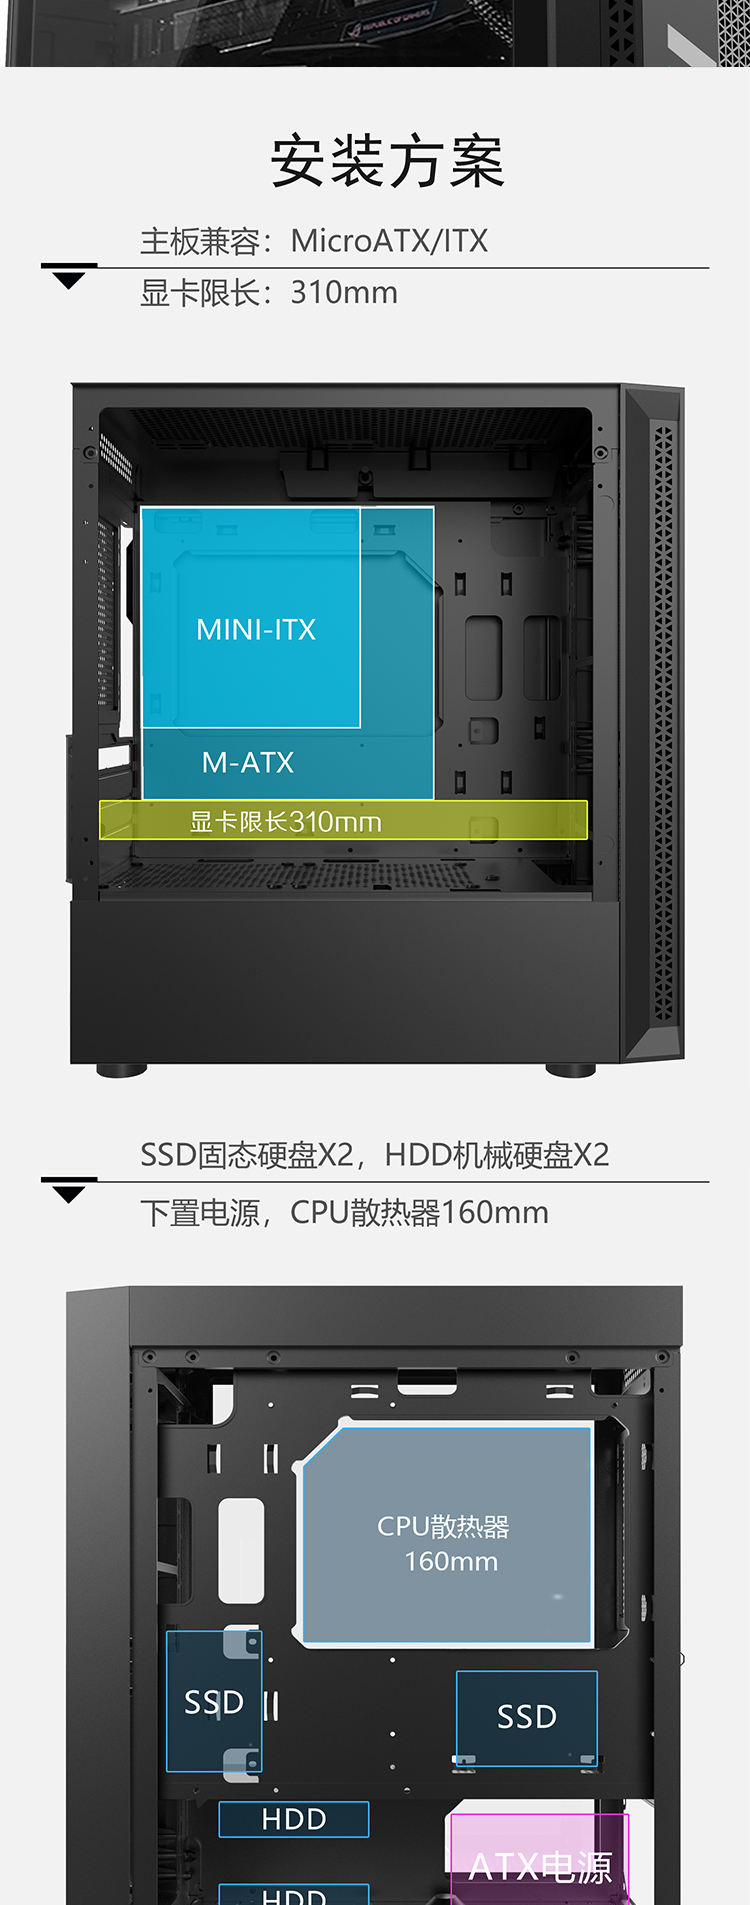 REPUBLIC OF GAMERS
安装方案
主板兼容：MicroATX/ITX
显卡限长：310mm
MINI-ITX
M-ATX
显卡限长310mm
SSD固态硬盘X2，HDD机械硬盘X2
下置电源，CPU散热器160mm
CPU散热器
160mm
SSD
SSD
HDD
ATX电源
HDD